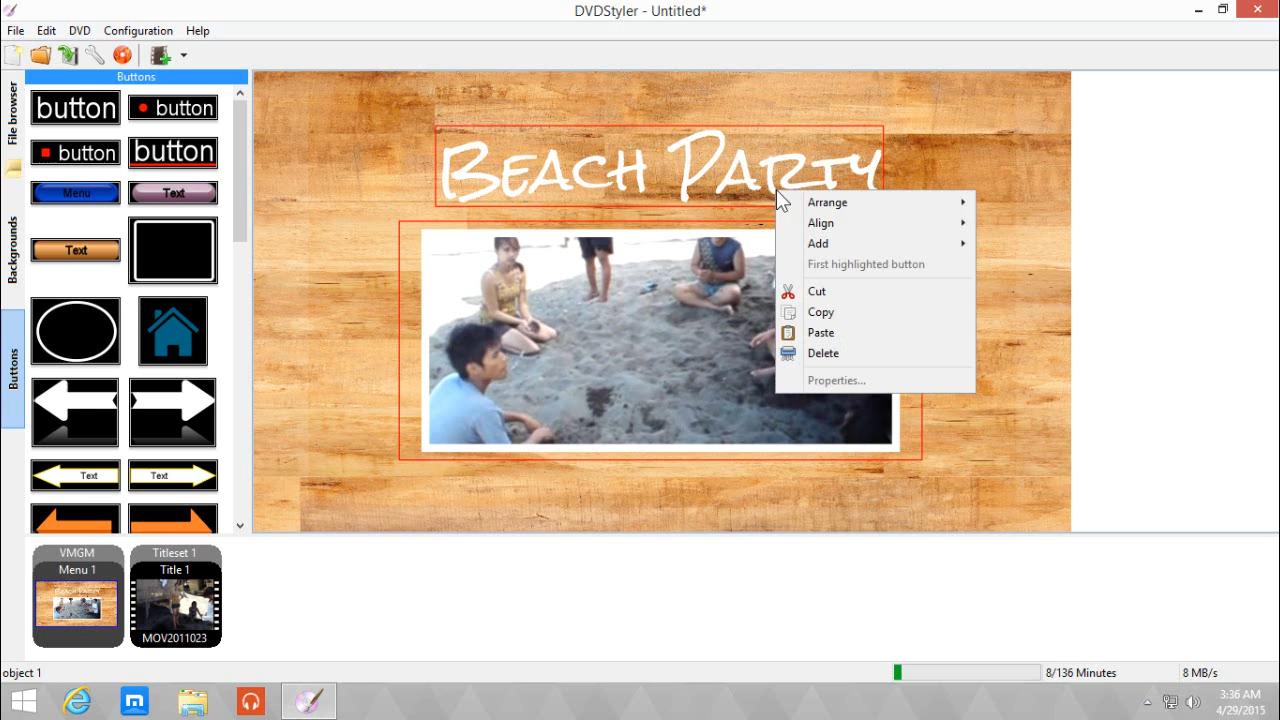 DVDStyler - Untitled*
File Edit DVD Configuration Help
Buttons
File browser
Backgrounds
Buttons
button
button
button
button
Menu
Text
Text
Text
Text
BEACH PARTY
Arrange
Align
Add
First highlighted button
Cut
Copy
Paste
Delete
Properties...
VMGM
Menu 1
Titleset 1
Title 1
MOV2011023
object 1
8/136 Minutes
8 MB/s
3:36 AM
4/29/2015